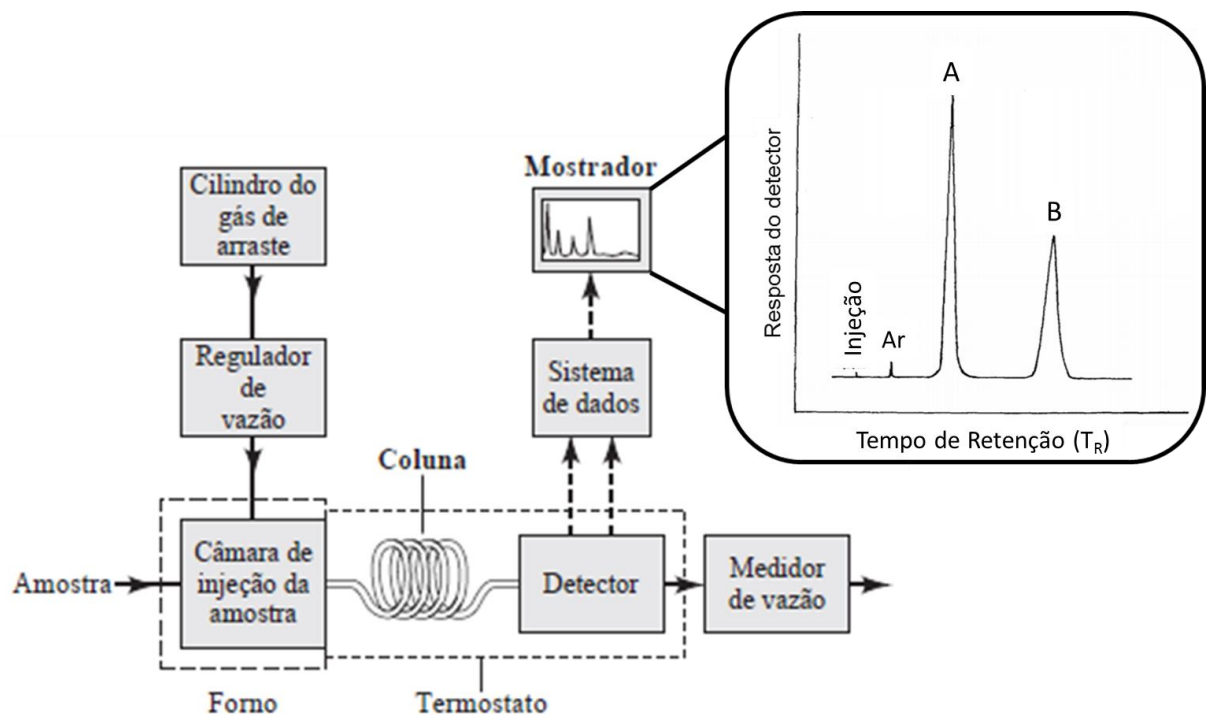 Cilindro do
gás de
arraste
Regulador
de
vazão
Amostra
Câmara de
injeção da
amostra
Forno
Coluna
Termostato
Detector
Medidor
de vazão
Sistema
de dados
Mostrador
Resposta do detector
Injeção
Ar
A
B
Tempo de Retenção (TR)